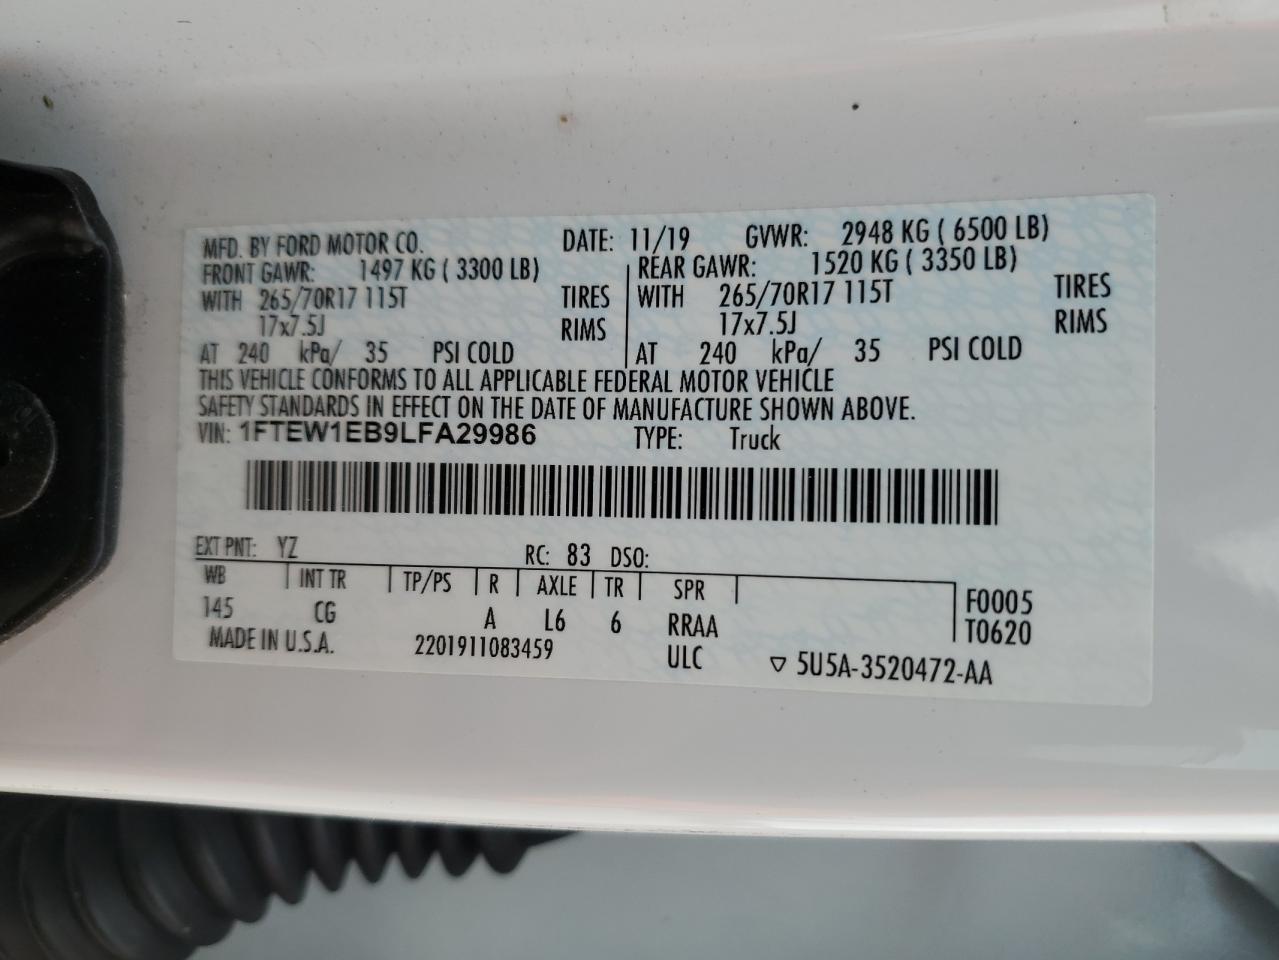 MFD. BY FORD MOTOR CO. DATE: 11/19 GVWR: 2948 KG ( 6500 LB)
FRONT GAWR: 1497 KG ( 3300 LB) REAR GAWR: 1520 KG ( 3350 LB)
WITH 265/70R17 115T TIRES WITH 265/70R17 115T TIRES
17x7.5J RIMS 17x7.5J RIMS
AT 240 kPa/ 35 PSI COLD AT 240 kPa/ 35 PSI COLD
THIS VEHICLE CONFORMS TO ALL APPLICABLE FEDERAL MOTOR VEHICLE
SAFETY STANDARDS IN EFFECT ON THE DATE OF MANUFACTURE SHOWN ABOVE.
VIN: 1FTEW1EB9LFA29986 TYPE: Truck
EXT PNT: YZ RC: 83 DSO:
WB INT TR TP/PS R AXLE TR SPR F0005
145 CG A L6 6 RRAA T0620
MADE IN U.S.A. 2201911083459 ULC ▽ 5U5A-3520472-AA